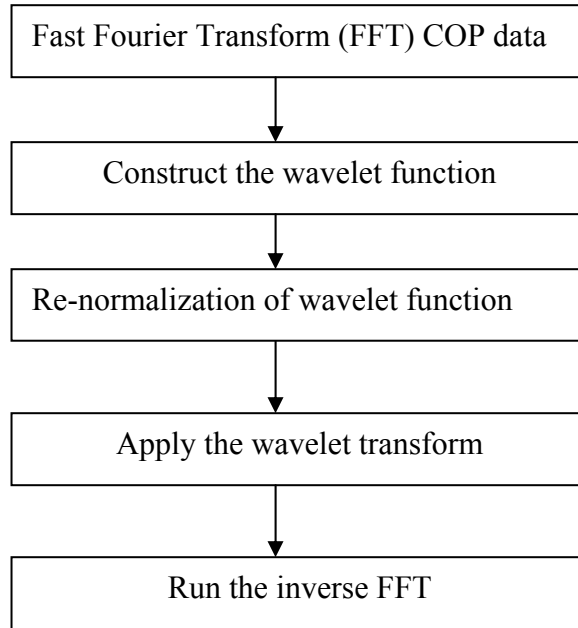 Fast Fourier Transform (FFT) COP data
Construct the wavelet function
Re-normalization of wavelet function
Apply the wavelet transform
Run the inverse FFT